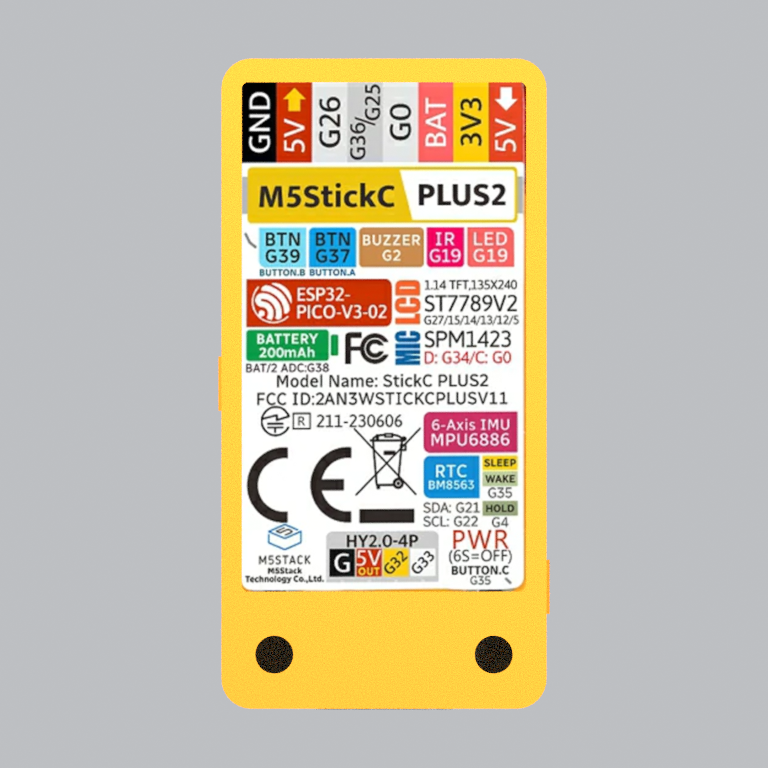 GND 5V G26 G36/G25 G0 BAT 3V3 5V
M5StickC PLUS2
BTN G39 BTN G37 BUZZER G2 IR G19 LED G19
BUTTON.B BUTTON.A
ESP32-
PICO-V3-02
LCD
1.14 TFT,135X240
ST7789V2
G27/15/14/13/12/5
BATTERY
200mAh
FC
MIC
SPM1423
D: G34/C: G0
BAT/2 ADC:G38
Model Name: StickC PLUS2
FCC ID:2AN3WSTICKCPLUSV11
R 211-230606
6-Axis IMU
MPU6886
CE
RTC
BM8563
SLEEP
WAKE
G35
SDA: G21
SCL: G22
HOLD
G4
5
M5STACK
M5Stack
Technology Co.,Ltd.
HY2.0-4P
G 5V OUT G32 G33
PWR
(6S=OFF)
BUTTON.C
G35